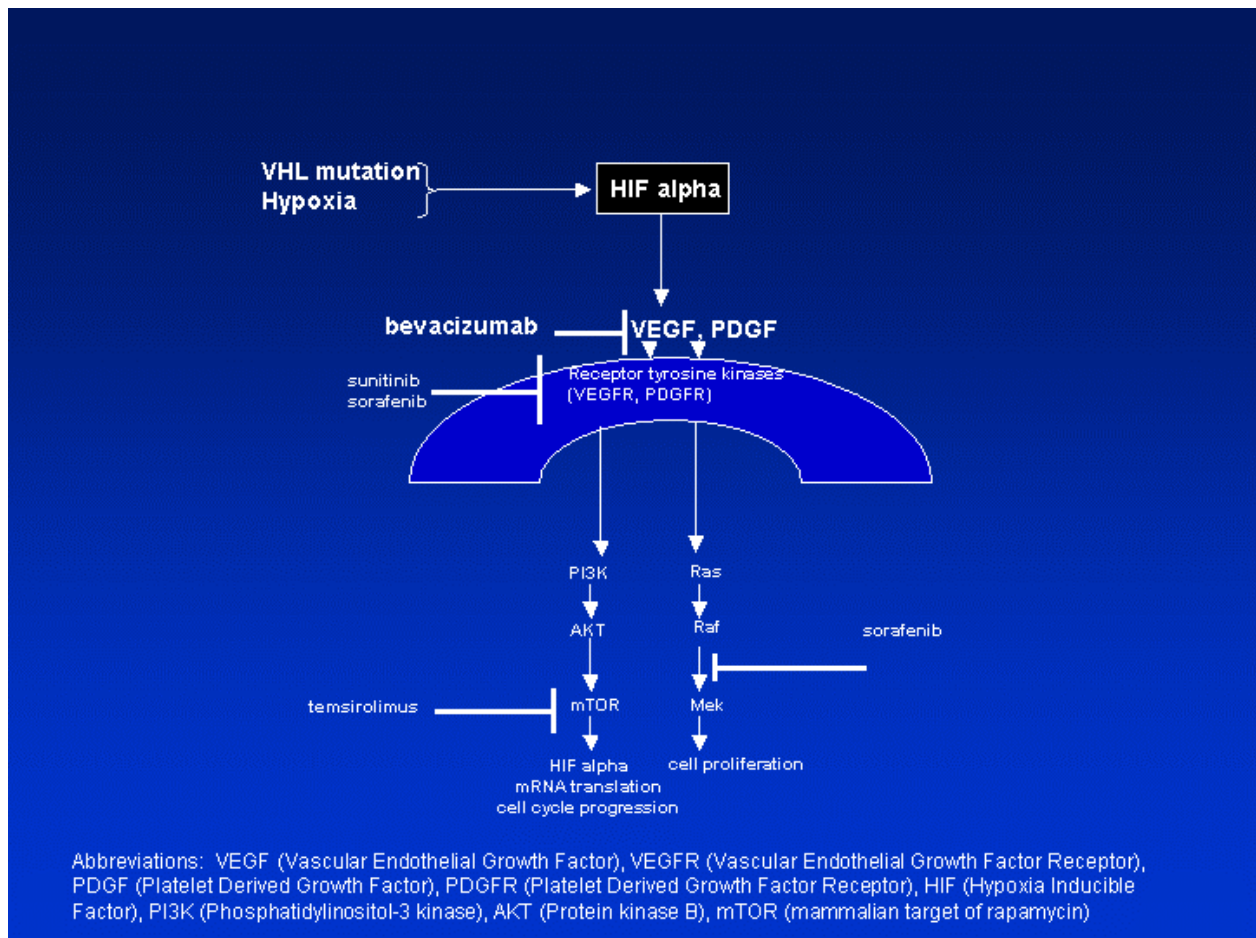 VHL mutation
Hypoxia
HIF alpha
bevacizumab
VEGF, PDGF
sunitinib
sorafenib
Receptor tyrosine kinases
(VEGFR, PDGFR)
PI3K
Ras
AKT
Raf
sorafenib
temsirolimus
mTOR
Mek
HIF alpha
mRNA translation
cell cycle progression
cell proliferation
Abbreviations: VEGF (Vascular Endothelial Growth Factor), VEGFR (Vascular Endothelial Growth Factor Receptor),
PDGF (Platelet Derived Growth Factor), PDGFR (Platelet Derived Growth Factor Receptor), HIF (Hypoxia Inducible
Factor), PI3K (Phosphatidylinositol-3 kinase), AKT (Protein kinase B), mTOR (mammalian target of rapamycin)